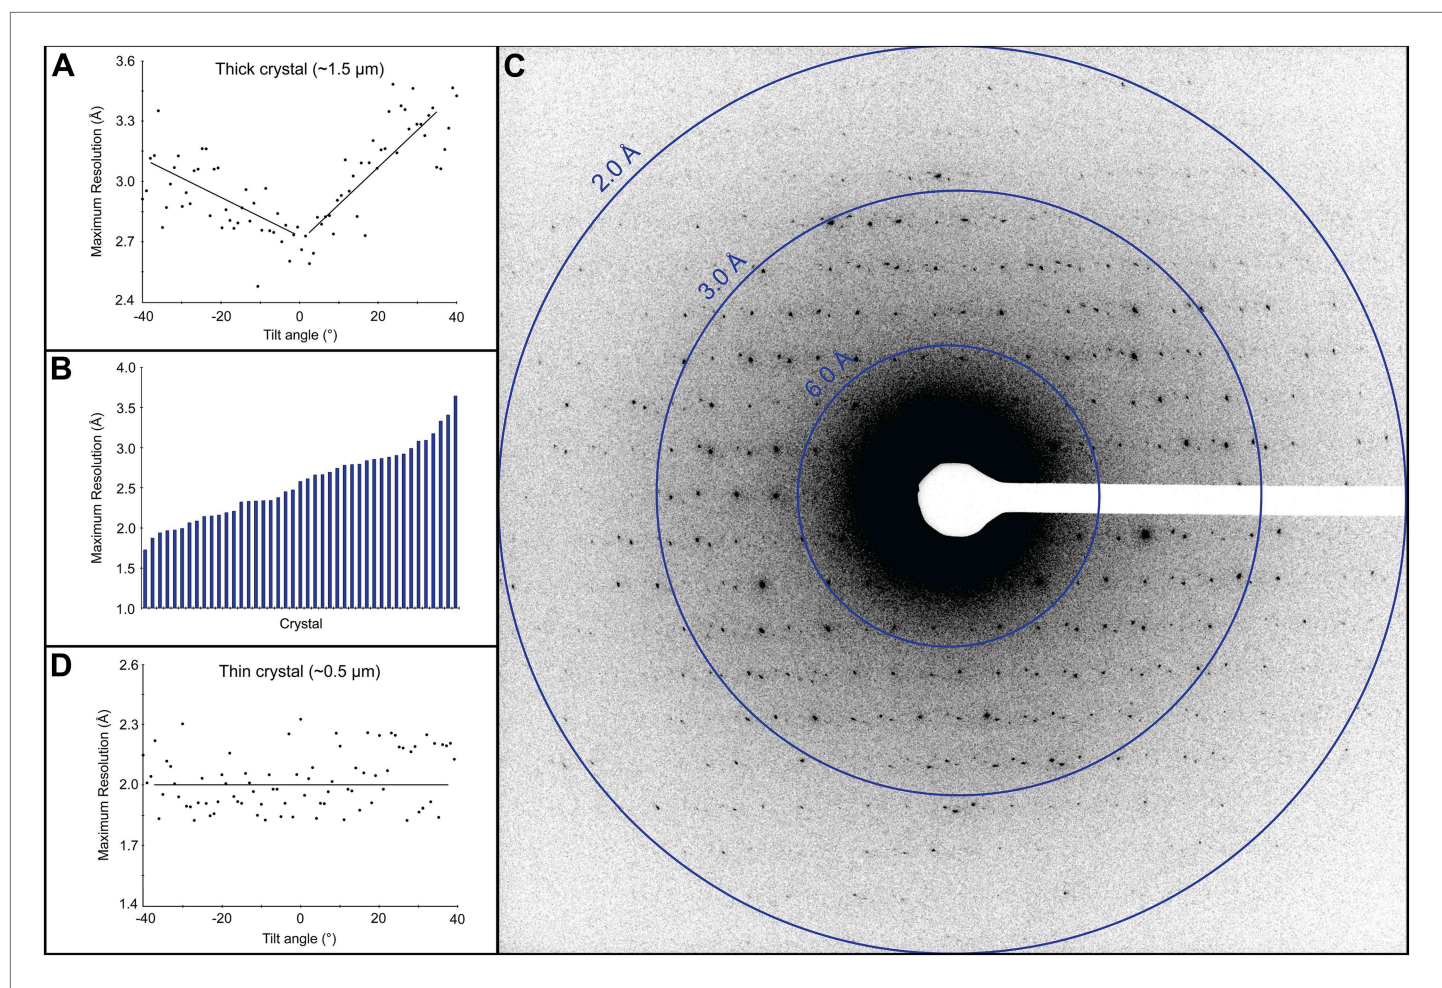 A
Thick crystal (~1.5 µm)
Maximum Resolution (Å)
3.6
3.3
3.0
2.7
2.4
-40
-20
0
20
40
Tilt angle (°)
B
Maximum Resolution (Å)
4.0
3.5
3.0
2.5
2.0
1.5
1.0
Crystal
C
2.0 Å
3.0 Å
6.0 Å
D
Thin crystal (~0.5 µm)
Maximum Resolution (Å)
2.6
2.3
2.0
1.7
1.4
-40
-20
0
20
40
Tilt angle (°)